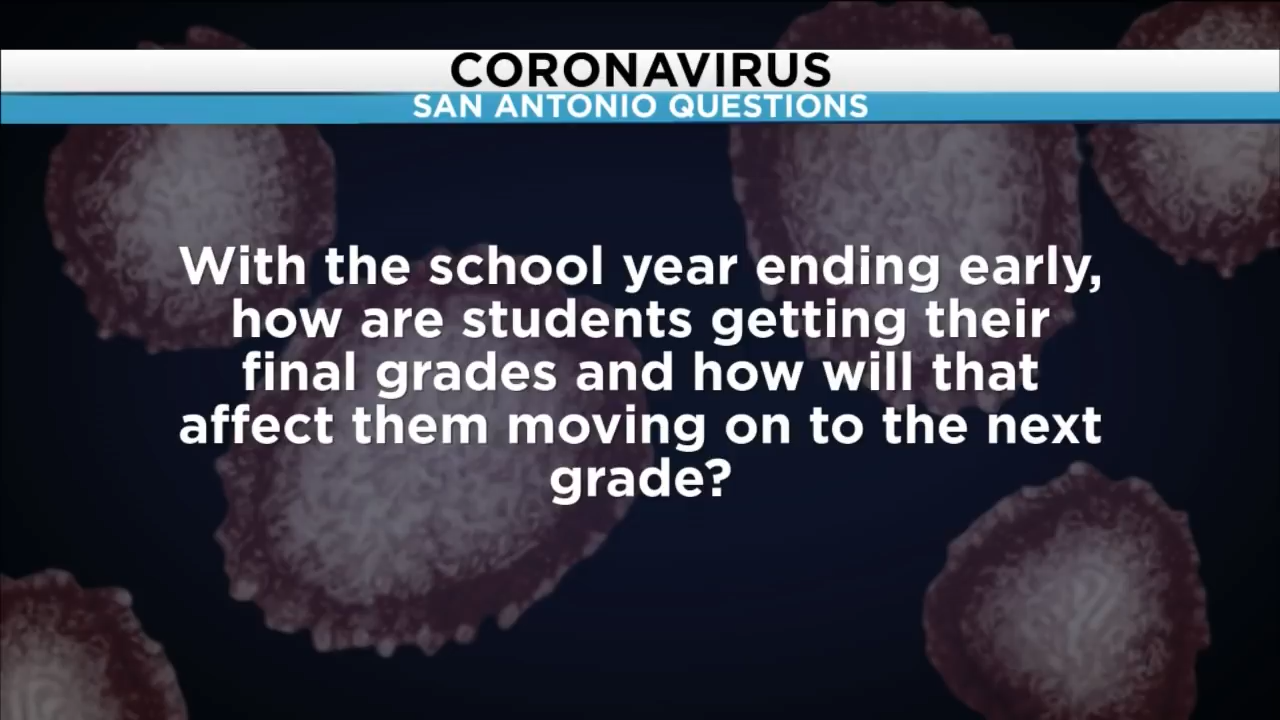 CORONAVIRUS
SAN ANTONIO QUESTIONS
With the school year ending early,
how are students getting their
final grades and how will that
affect them moving on to the next
grade?